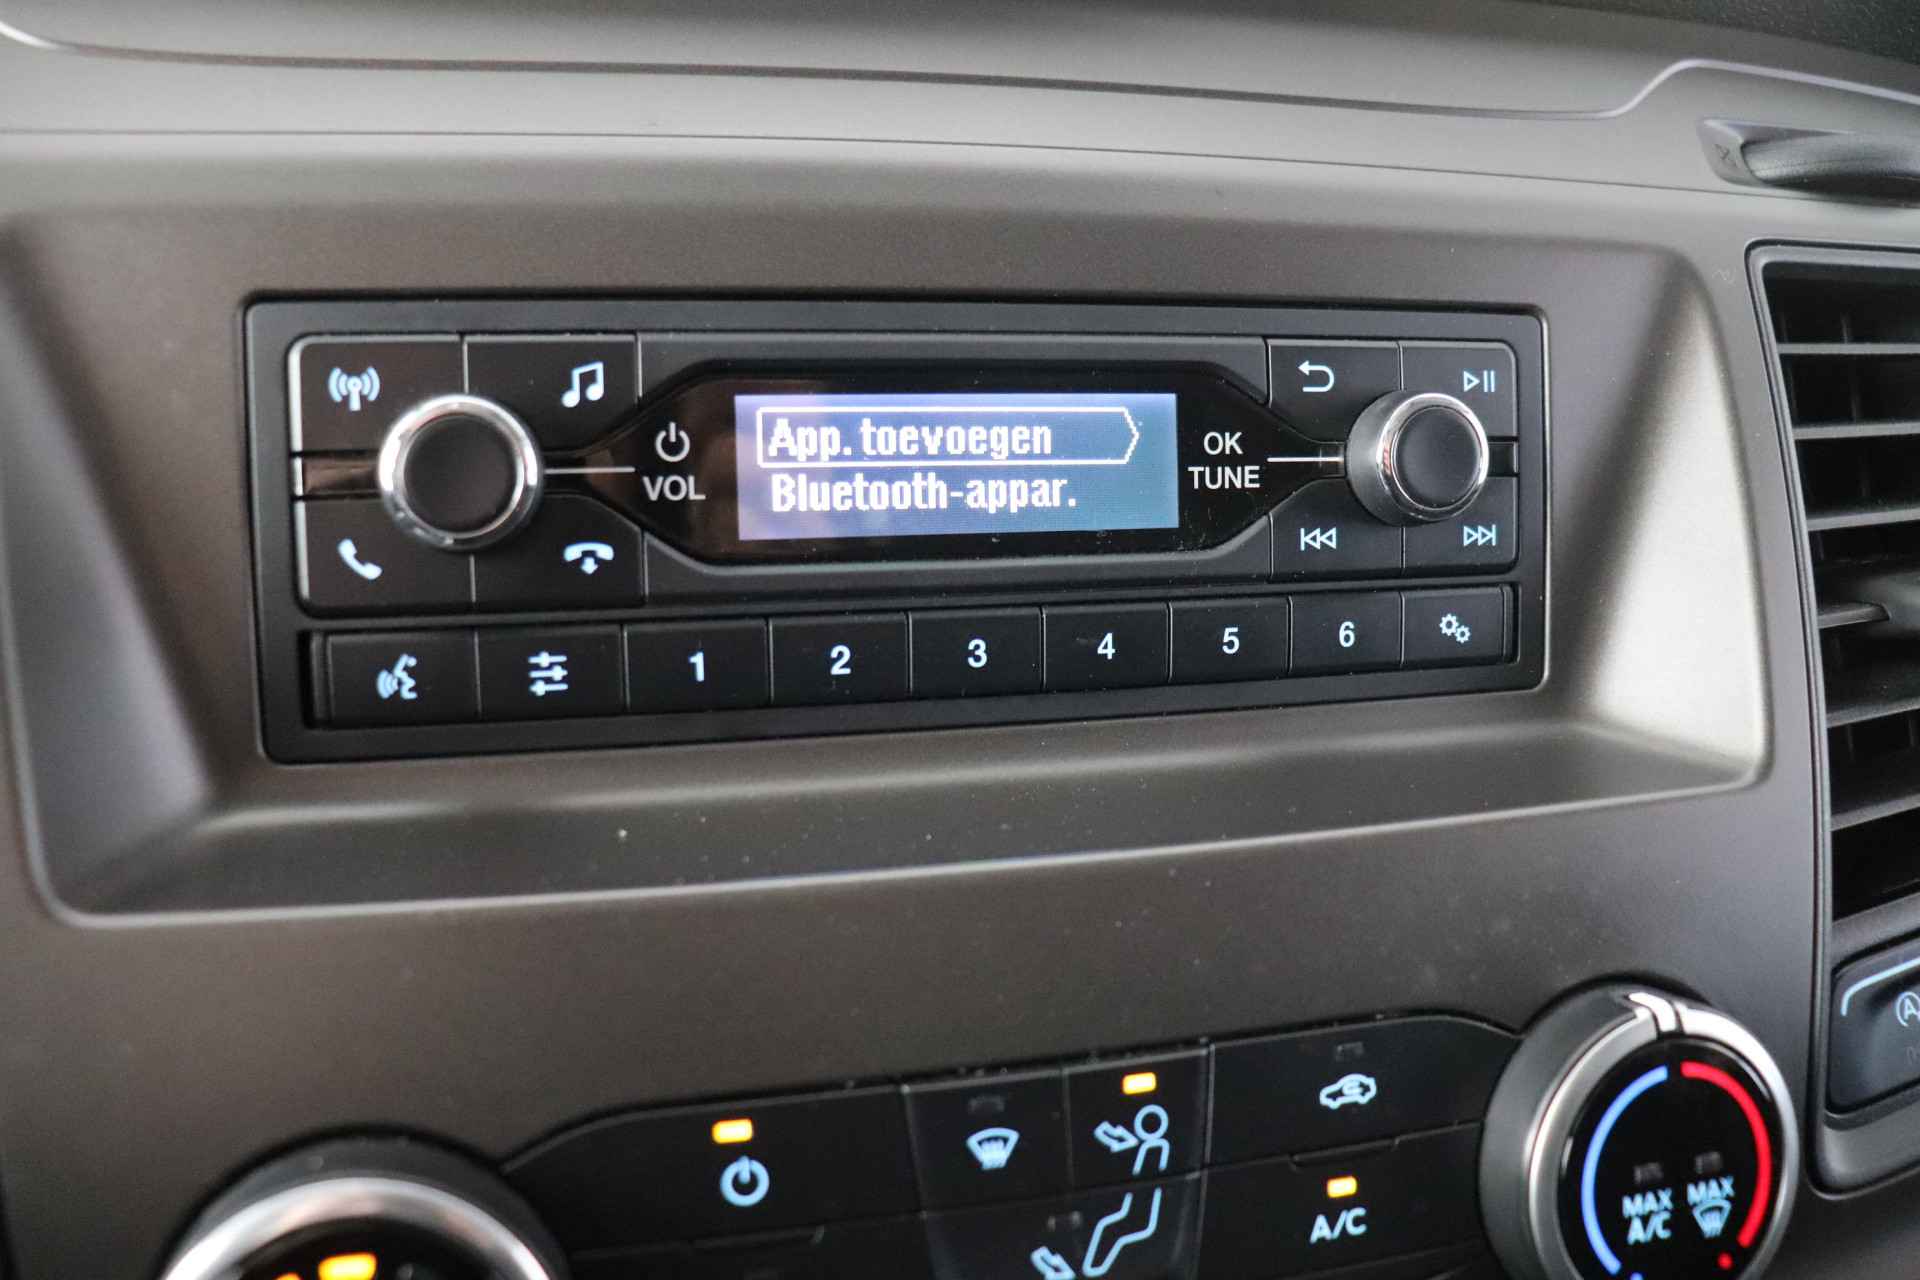 App. toevoegen
Bluetooth-appar.
VOL
OK
TUNE
1 2 3 4 5 6
A/C
MAX MAX
A/C